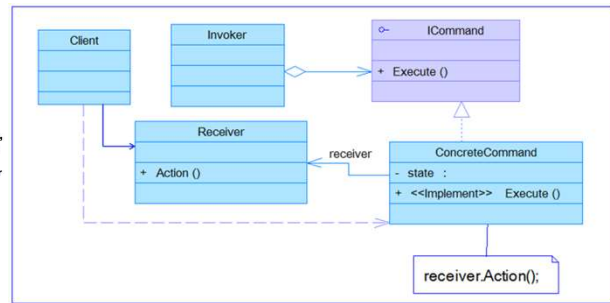 Client
Invoker
ICommand
+ Execute ()
Receiver
+ Action ()
receiver
ConcreteCommand
- state :
+ <<Implement>> Execute ()
receiver.Action();